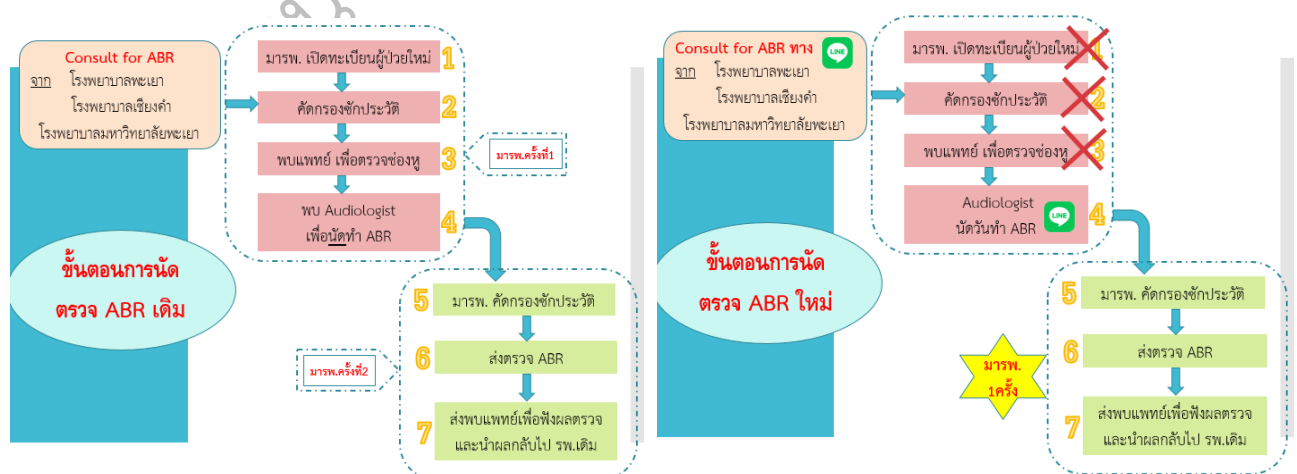 Consult for ABR
จาก โรงพยาบาลพะเยา
โรงพยาบาลเชียงคำ
โรงพยาบาลมหาวิทยาลัยพะเยา
มารพ. เปิดทะเบียนผู้ป่วยใหม่ 1
คัดกรองซักประวัติ 2
พบแพทย์ เพื่อตรวจช่องหู 3
มารพ.ครั้งที่1
พบ Audiologist
เพื่อนัดทำ ABR
4
ขั้นตอนการนัด
ตรวจ ABR เดิม
5 มารพ. คัดกรองซักประวัติ
6 ส่งตรวจ ABR
มารพ.ครั้งที่2
7 ส่งพบแพทย์เพื่อฟังผลตรวจ
และนำผลกลับไป รพ.เดิม
Consult for ABR ทาง LINE
จาก โรงพยาบาลพะเยา
โรงพยาบาลเชียงคำ
โรงพยาบาลมหาวิทยาลัยพะเยา
มารพ. เปิดทะเบียนผู้ป่วยใหม่ 1
คัดกรองซักประวัติ 2
พบแพทย์ เพื่อตรวจช่องหู 3
Audiologist
นัดวันทำ ABR LINE
4
ขั้นตอนการนัด
ตรวจ ABR ใหม่
5 มารพ. คัดกรองซักประวัติ
6 ส่งตรวจ ABR
มารพ.
1ครั้ง
7 ส่งพบแพทย์เพื่อฟังผลตรวจ
และนำผลกลับไป รพ.เดิม